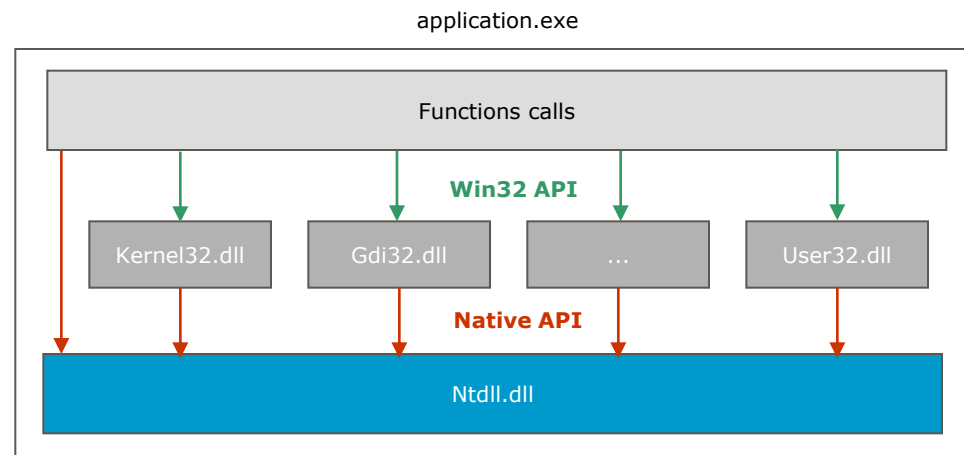 application.exe
Functions calls
Win32 API
Kernel32.dll
Gdi32.dll
...
User32.dll
Native API
Ntdll.dll